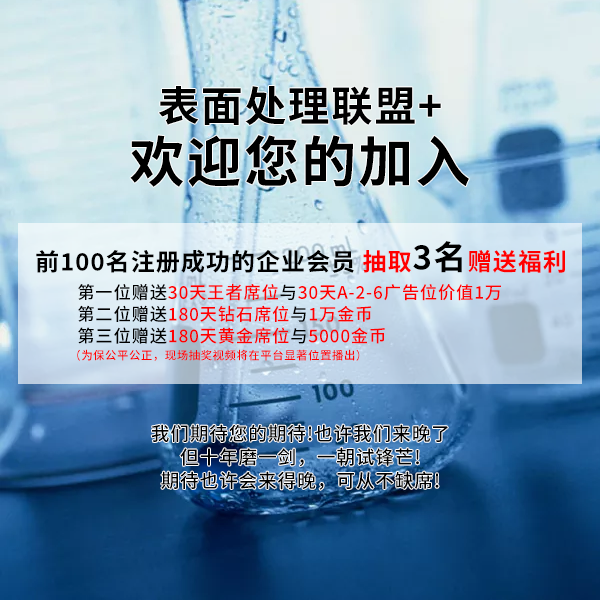 表面处理联盟+
欢迎您的加入
前100名注册成功的企业会员 抽取3名赠送福利
第一位赠送30天王者席位与30天A-2-6广告位价值1万
第二位赠送180天钻石席位与1万金币
第三位赠送180天黄金席位与5000金币
（为保公平公正，现场抽奖视频将在平台显著位置播出）
100
我们期待您的期待!也许我们来晚了
但十年磨一剑，一朝试锋芒!
期待也许会来得晚，可从不缺席!